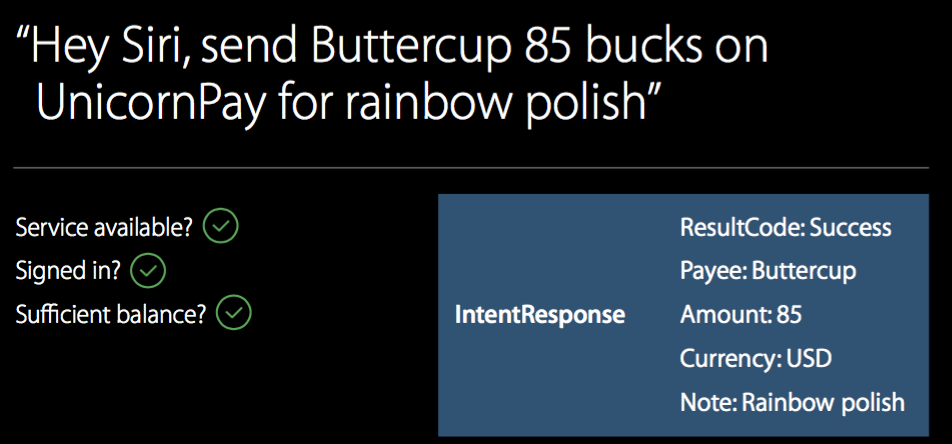 “Hey Siri, send Buttercup 85 bucks on
UnicornPay for rainbow polish”
Service available?
Signed in?
Sufficient balance?
IntentResponse
ResultCode: Success
Payee: Buttercup
Amount: 85
Currency: USD
Note: Rainbow polish